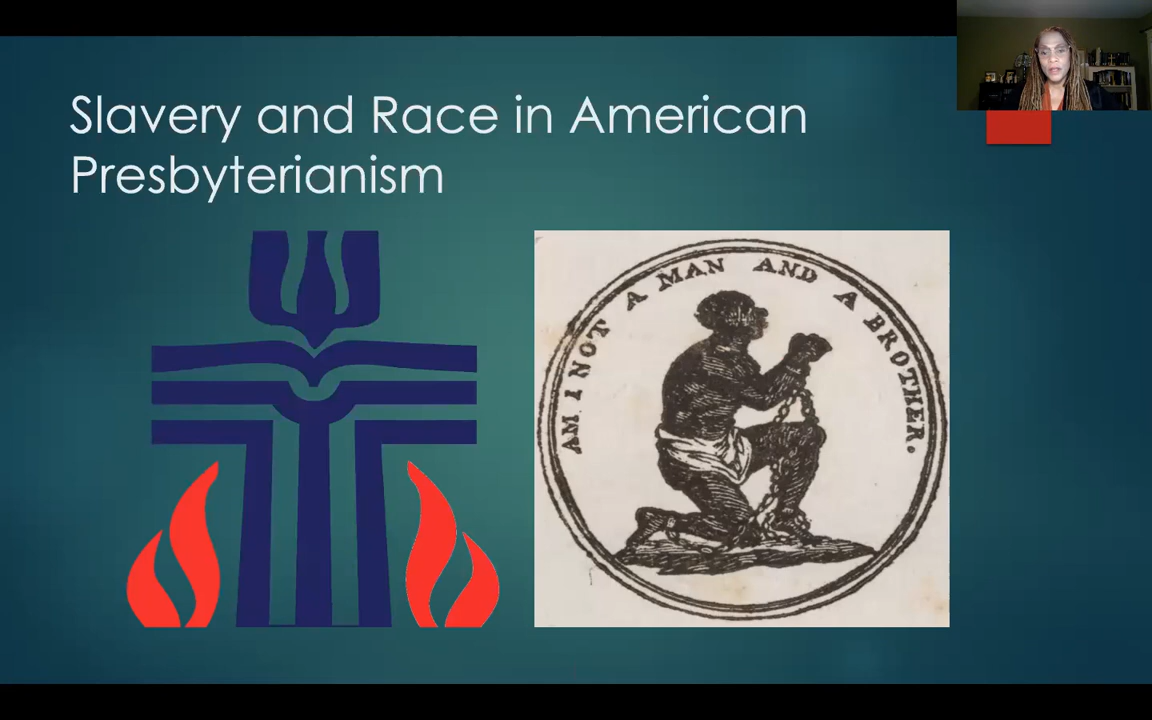 Slavery and Race in American
Presbyterianism
AM I NOT A MAN AND A BROTHER.